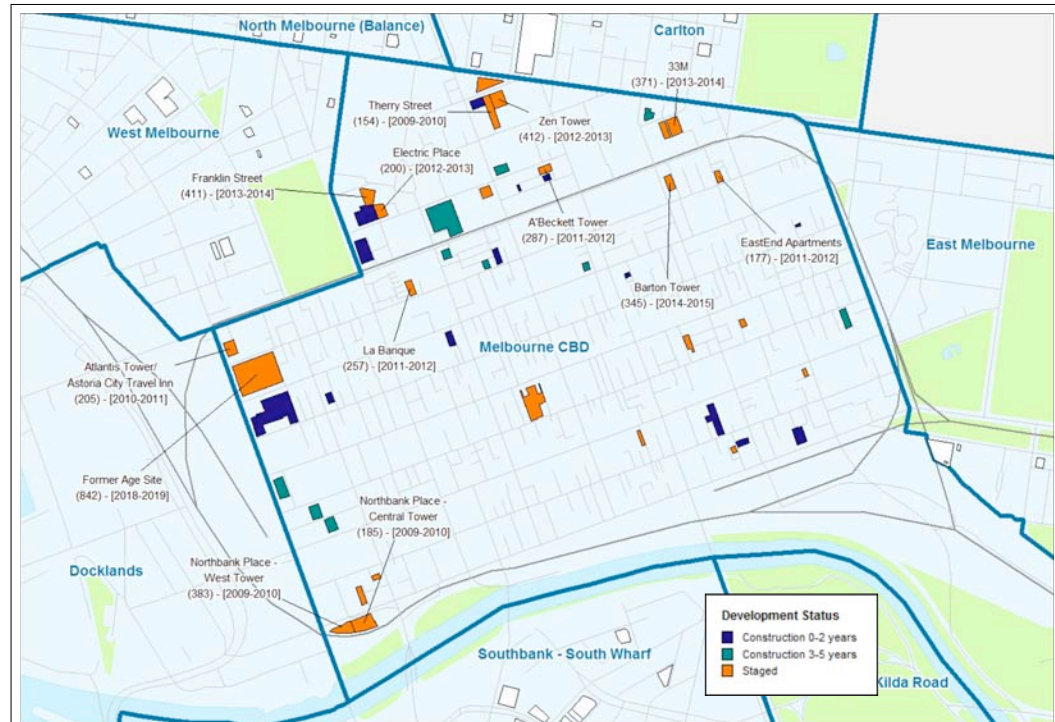 North Melbourne (Balance)
Carlton
33M
(371) - [2013-2014]
Therry Street
(154) - [2009-2010]
Zen Tower
(412) - [2012-2013]
West Melbourne
Electric Place
(200) - [2012-2013]
Franklin Street
(411) - [2013-2014]
A'Beckett Tower
(287) - [2011-2012]
EastEnd Apartments
(177) - [2011-2012]
East Melbourne
Barton Tower
(345) - [2014-2015]
La Banque
(257) - [2011-2012]
Melbourne CBD
Atlantis Tower/
Astoria City Travel Inn
(205) - [2010-2011]
Former Age Site
(842) - [2018-2019]
Northbank Place -
Central Tower
(185) - [2009-2010]
Northbank Place -
West Tower
(383) - [2009-2010]
Docklands
Southbank - South Wharf
Development Status
Construction 0-2 years
Construction 3-5 years
Staged
Kilda Road